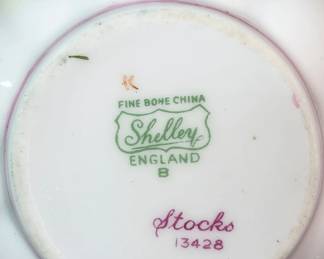 K
FINE BONE CHINA
Shelley
ENGLAND
B
Stocks
13428